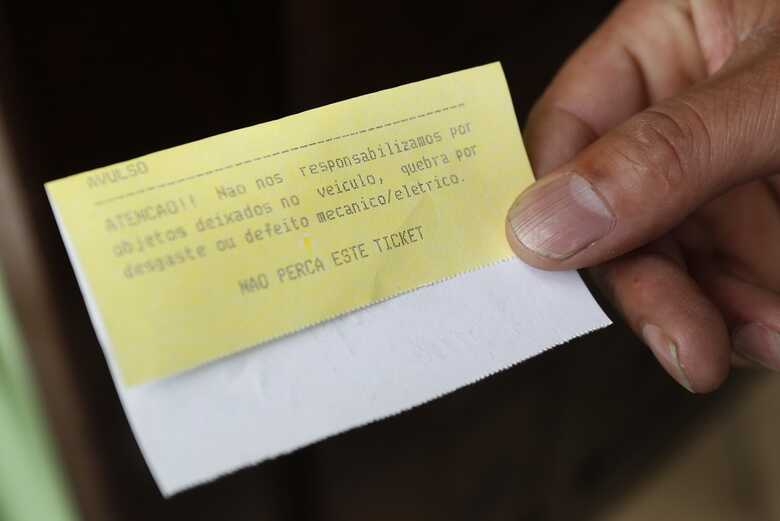 AVULSO
--------------------------------------------------
ATENCAO!! Nao nos responsabilizamos por
objetos deixados no veiculo, quebra por
desgaste ou defeito mecanico/eletrico.
NAO PERCA ESTE TICKET